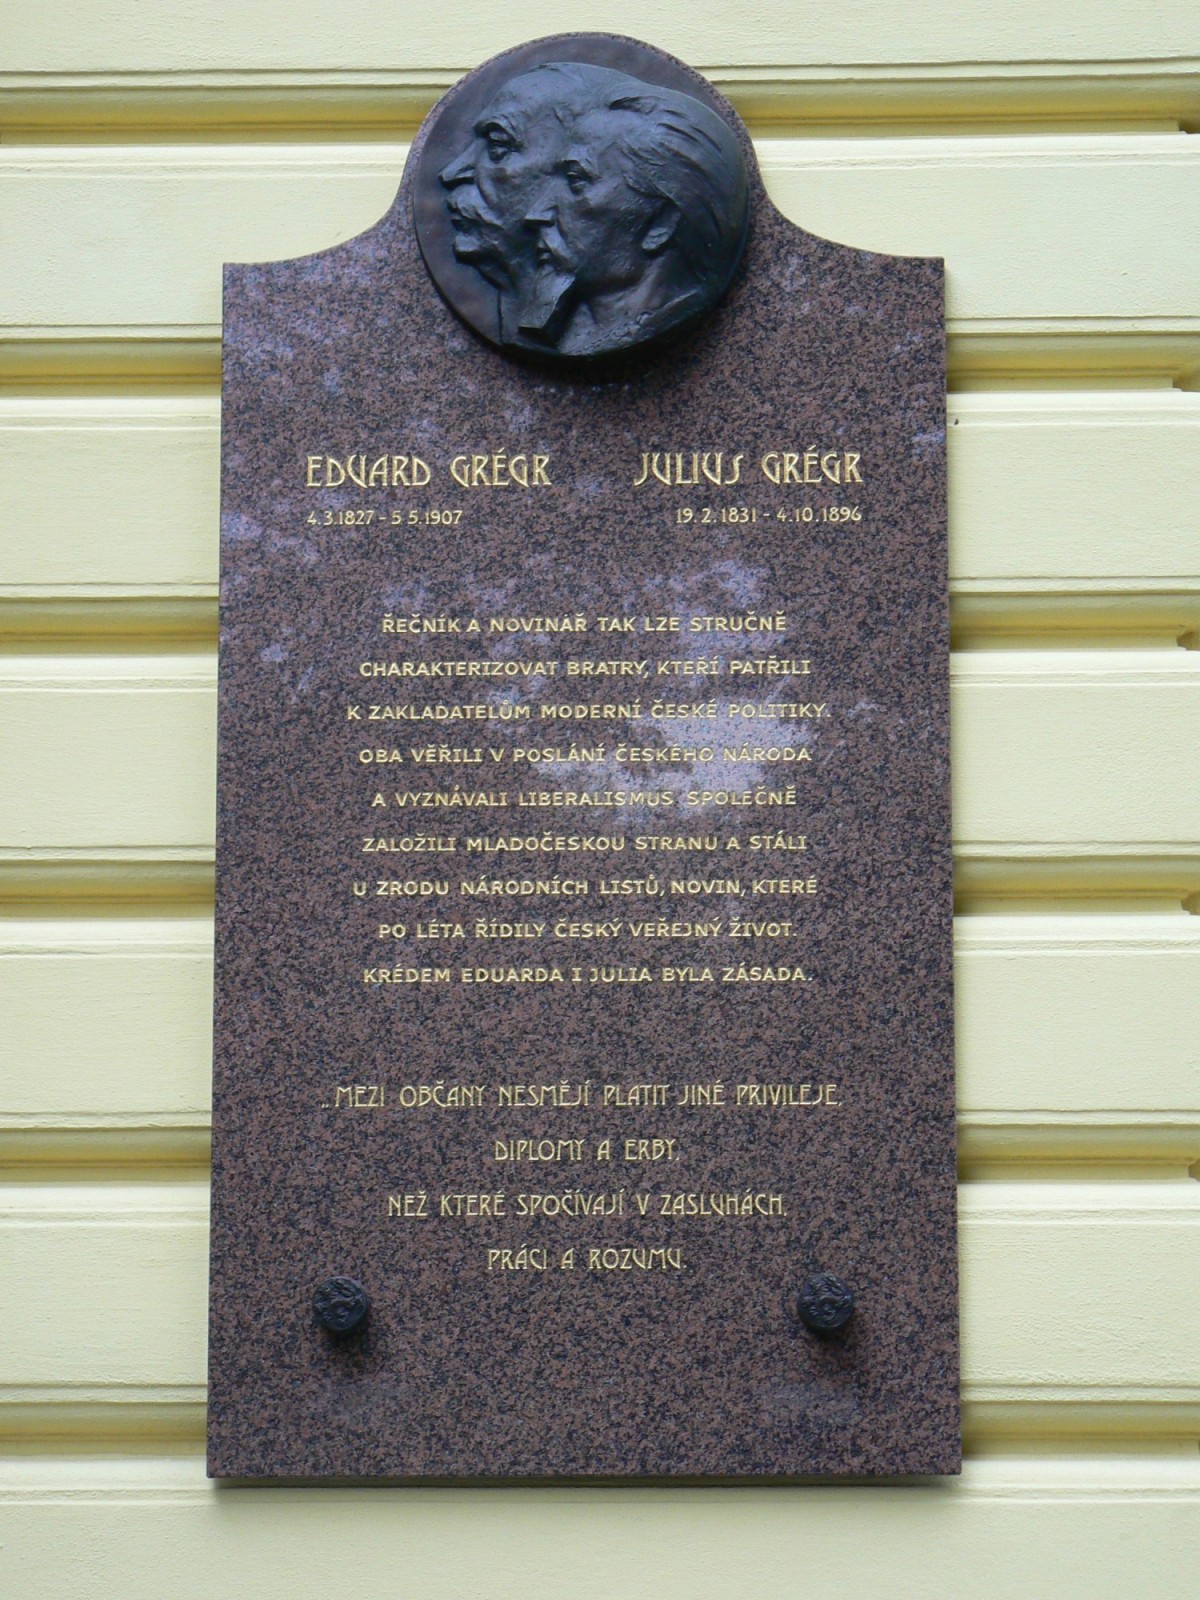 EDUARD GRÉGR JULIUS GRÉGR
4.3.1827 - 5.5.1907 19.2.1831 - 4.10.1896
ŘEČNÍK A NOVINÁŘ TAK LZE STRUČNĚ
CHARAKTERIZOVAT BRATRY, KTEŘÍ PATŘILI
K ZAKLADATELŮM MODERNÍ ČESKÉ POLITIKY.
OBA VĚŘILI V POSLÁNÍ ČESKÉHO NÁRODA
A VYZNÁVALI LIBERALISMUS SPOLEČNĚ
ZALOŽILI MLADOČESKOU STRANU A STÁLI
U ZRODU NÁRODNÍCH LISTŮ, NOVIN, KTERÉ
PO LÉTA ŘÍDILY ČESKÝ VEŘEJNÝ ŽIVOT.
KRÉDEM EDUARDA I JULIA BYLA ZÁSADA.
„MEZI OBČANY NESMĚJÍ PLATIT JINÉ PRIVILEJE,
DIPLOMY A ERBY,
NEŽ KTERÉ SPOČÍVAJÍ V ZASLUHÁCH,
PRÁCI A ROZUMU.